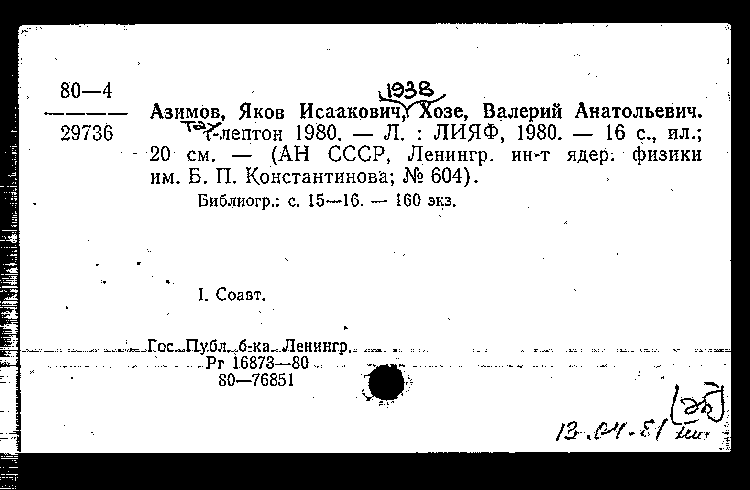 1938
80—4
29736
Азимов, Яков Исаакович, Хозе, Валерий Анатольевич.
Тау
τ-лептон 1980. — Л. : ЛИЯФ, 1980. — 16 с., ил.;
20 см. — (АН СССР, Ленингр. ин-т ядер. физики
им. Б. П. Константинова; № 604).
Библиогр.: с. 15—16. — 160 экз.
I. Соавт.
Гос. Публ. б-ка Ленингр.
Рг 16873—80
80—76851
13.04.81